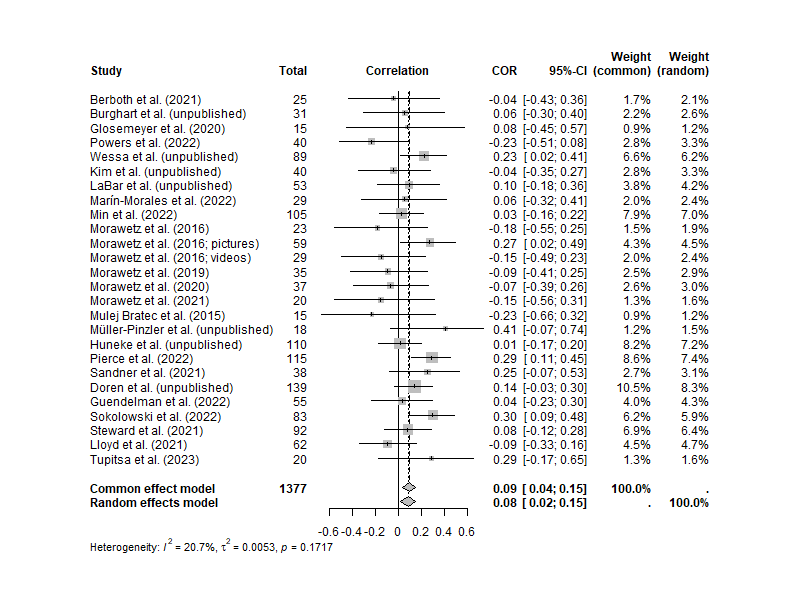 Weight Weight
Study Total Correlation COR 95%-CI (common) (random)
Berboth et al. (2021) 25 -0.04 [-0.43; 0.36] 1.7% 2.1%
Burghart et al. (unpublished) 31 0.06 [-0.30; 0.40] 2.2% 2.6%
Glosemeyer et al. (2020) 15 0.08 [-0.45; 0.57] 0.9% 1.2%
Powers et al. (2022) 40 -0.23 [-0.51; 0.08] 2.8% 3.3%
Wessa et al. (unpublished) 89 0.23 [ 0.02; 0.41] 6.6% 6.2%
Kim et al. (unpublished) 40 -0.04 [-0.35; 0.27] 2.8% 3.3%
LaBar et al. (unpublished) 53 0.10 [-0.18; 0.36] 3.8% 4.2%
Marín-Morales et al. (2022) 29 0.06 [-0.32; 0.41] 2.0% 2.4%
Min et al. (2022) 105 0.03 [-0.16; 0.22] 7.9% 7.0%
Morawetz et al. (2016) 23 -0.18 [-0.55; 0.25] 1.5% 1.9%
Morawetz et al. (2016; pictures) 59 0.27 [ 0.02; 0.49] 4.3% 4.5%
Morawetz et al. (2016; videos) 29 -0.15 [-0.49; 0.23] 2.0% 2.4%
Morawetz et al. (2019) 35 -0.09 [-0.41; 0.25] 2.5% 2.9%
Morawetz et al. (2020) 37 -0.07 [-0.39; 0.26] 2.6% 3.0%
Morawetz et al. (2021) 20 -0.15 [-0.56; 0.31] 1.3% 1.6%
Mulej Bratec et al. (2015) 15 -0.23 [-0.66; 0.32] 0.9% 1.2%
Müller-Pinzler et al. (unpublished) 18 0.41 [-0.07; 0.74] 1.2% 1.5%
Huneke et al. (unpublished) 110 0.01 [-0.17; 0.20] 8.2% 7.2%
Pierce et al. (2022) 115 0.29 [ 0.11; 0.45] 8.6% 7.4%
Sandner et al. (2021) 38 0.25 [-0.07; 0.53] 2.7% 3.1%
Doren et al. (unpublished) 139 0.14 [-0.03; 0.30] 10.5% 8.3%
Guendelman et al. (2022) 55 0.04 [-0.23; 0.30] 4.0% 4.3%
Sokolowski et al. (2022) 83 0.30 [ 0.09; 0.48] 6.2% 5.9%
Steward et al. (2021) 92 0.08 [-0.12; 0.28] 6.9% 6.4%
Lloyd et al. (2021) 62 -0.09 [-0.33; 0.16] 4.5% 4.7%
Tupitsa et al. (2023) 20 0.29 [-0.17; 0.65] 1.3% 1.6%
Common effect model 1377 0.09 [ 0.04; 0.15] 100.0% .
Random effects model 0.08 [ 0.02; 0.15] . 100.0%
-0.6 -0.4 -0.2 0 0.2 0.4 0.6
Heterogeneity: I² = 20.7%, τ² = 0.0053, p = 0.1717